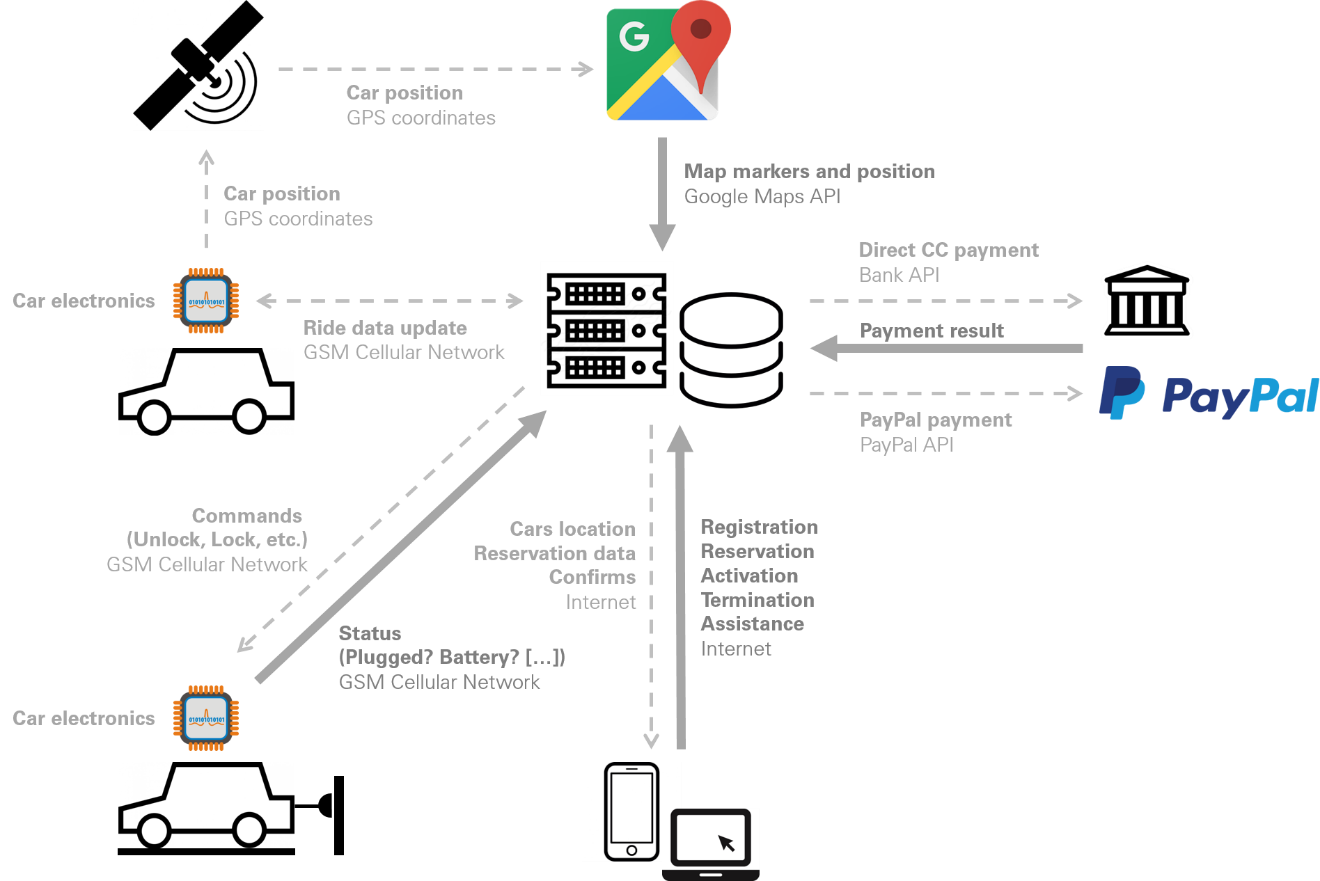 G
Car position
GPS coordinates
Map markers and position
Google Maps API
Car position
GPS coordinates
Direct CC payment
Bank API
Car electronics
010101010101
Ride data update
GSM Cellular Network
Payment result
PayPal
PayPal payment
PayPal API
Commands
(Unlock, Lock, etc.)
GSM Cellular Network
Cars location
Reservation data
Confirms
Internet
Registration
Reservation
Activation
Termination
Assistance
Internet
Status
(Plugged? Battery? […])
GSM Cellular Network
Car electronics
010101010101